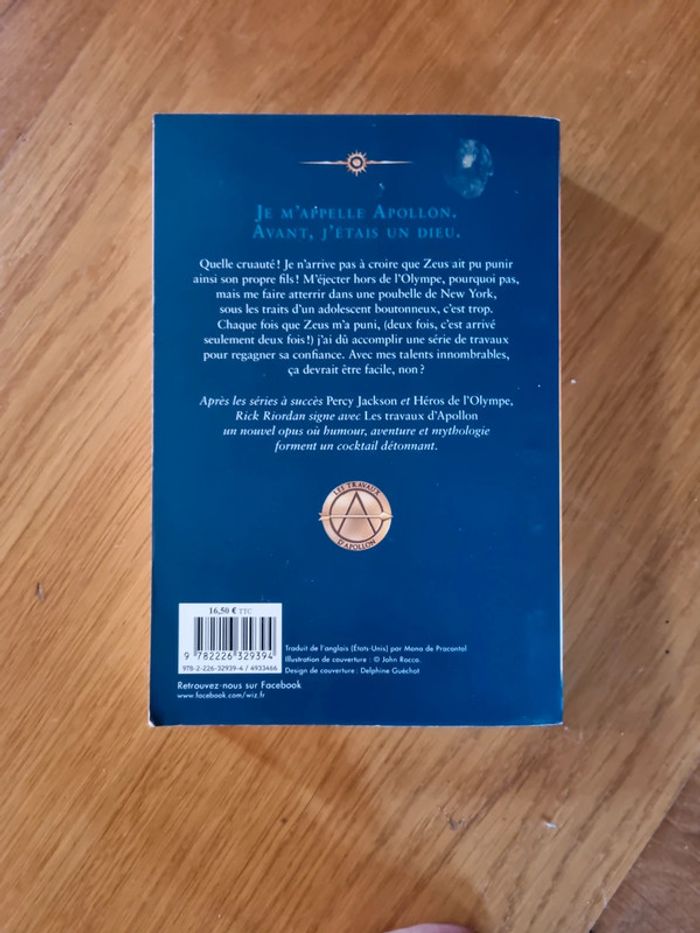 JE M'APPELLE APOLLON.
AVANT, J'ÉTAIS UN DIEU.
Quelle cruauté ! Je n'arrive pas à croire que Zeus ait pu punir
ainsi son propre fils ! M'éjecter hors de l'Olympe, pourquoi pas,
mais me faire atterrir dans une poubelle de New York,
sous les traits d'un adolescent boutonneux, c'est trop.
Chaque fois que Zeus m'a puni, (deux fois, c'est arrivé
seulement deux fois !) j'ai dû accomplir une série de travaux
pour regagner sa confiance. Avec mes talents innombrables,
ça devrait être facile, non ?
Après les séries à succès Percy Jackson et Héros de l'Olympe,
Rick Riordan signe avec Les travaux d'Apollon
un nouvel opus où humour, aventure et mythologie
forment un cocktail détonnant.
LES TRAVAUX
A
D'APOLLON
16,50 € TTC
9 782226 329394
978-2-226-32939-4 / 4933466
Traduit de l'anglais (États-Unis) par Mona de Pracontal
Illustration de couverture : © John Rocco.
Design de couverture : Delphine Guéchot
Retrouvez-nous sur Facebook
www.facebook.com/wiz.fr